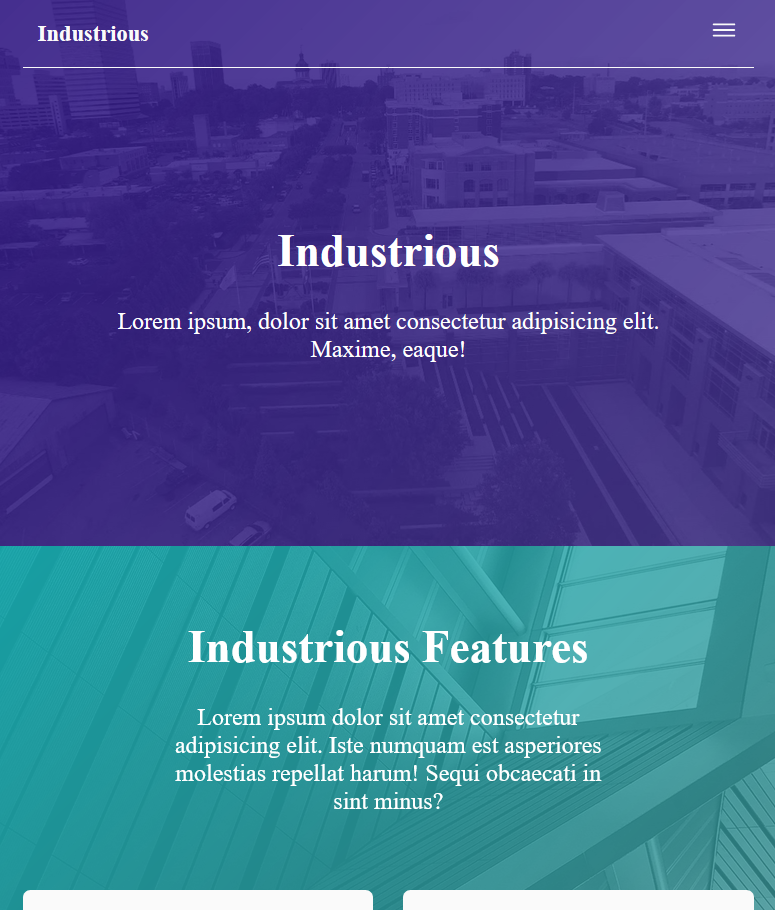 Industrious
Industrious
Lorem ipsum, dolor sit amet consectetur adipisicing elit.
Maxime, eaque!
Industrious Features
Lorem ipsum dolor sit amet consectetur
adipisicing elit. Iste numquam est asperiores
molestias repellat harum! Sequi obcaecati in
sint minus?